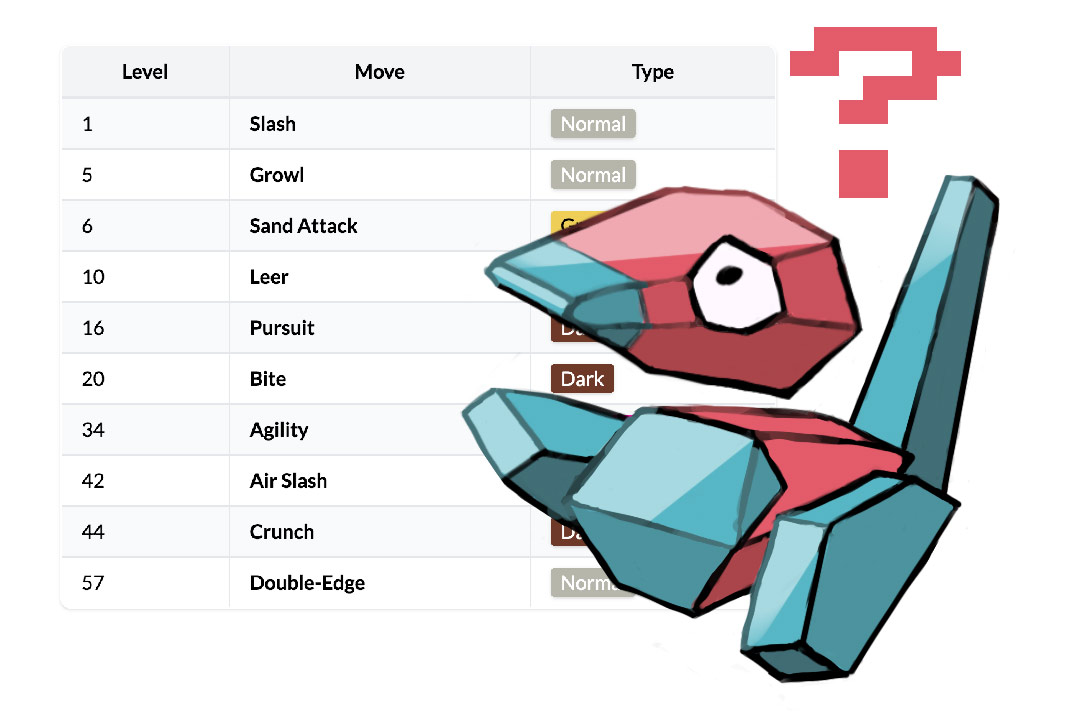 Level Move Type
1 Slash Normal
5 Growl Normal
6 Sand Attack
10 Leer
16 Pursuit
20 Bite Dark
34 Agility
42 Air Slash
44 Crunch
57 Double-Edge Normal
?